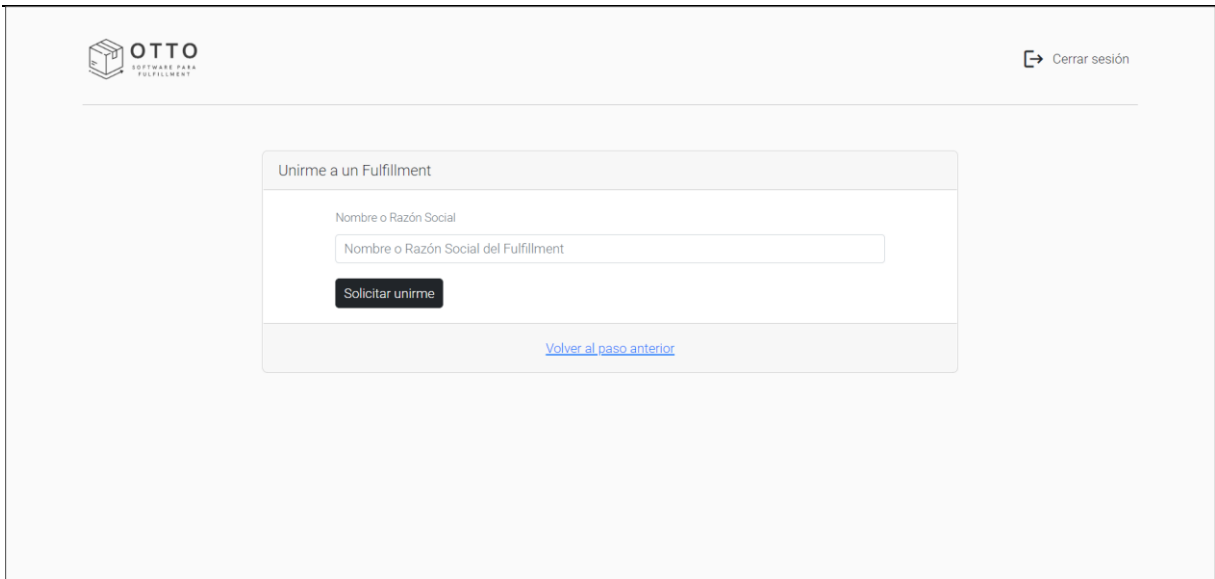 OTTO
SOFTWARE PARA
FULFILLMENT
Cerrar sesión
Unirme a un Fulfillment
Nombre o Razón Social
Nombre o Razón Social del Fulfillment
Solicitar unirme
Volver al paso anterior